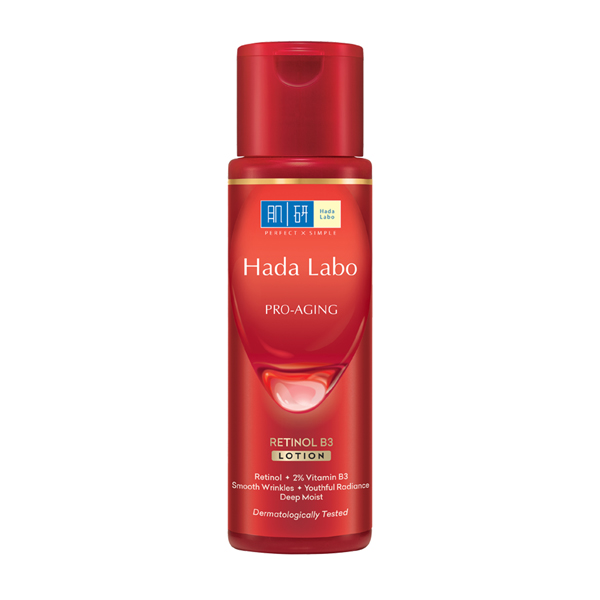 肌研 Hada
Labo
PERFECT × SIMPLE
Hada Labo
PRO-AGING
RETINOL B3
LOTION
Retinol + 2% Vitamin B3
Smooth Wrinkles + Youthful Radiance
Deep Moist
Dermatologically Tested